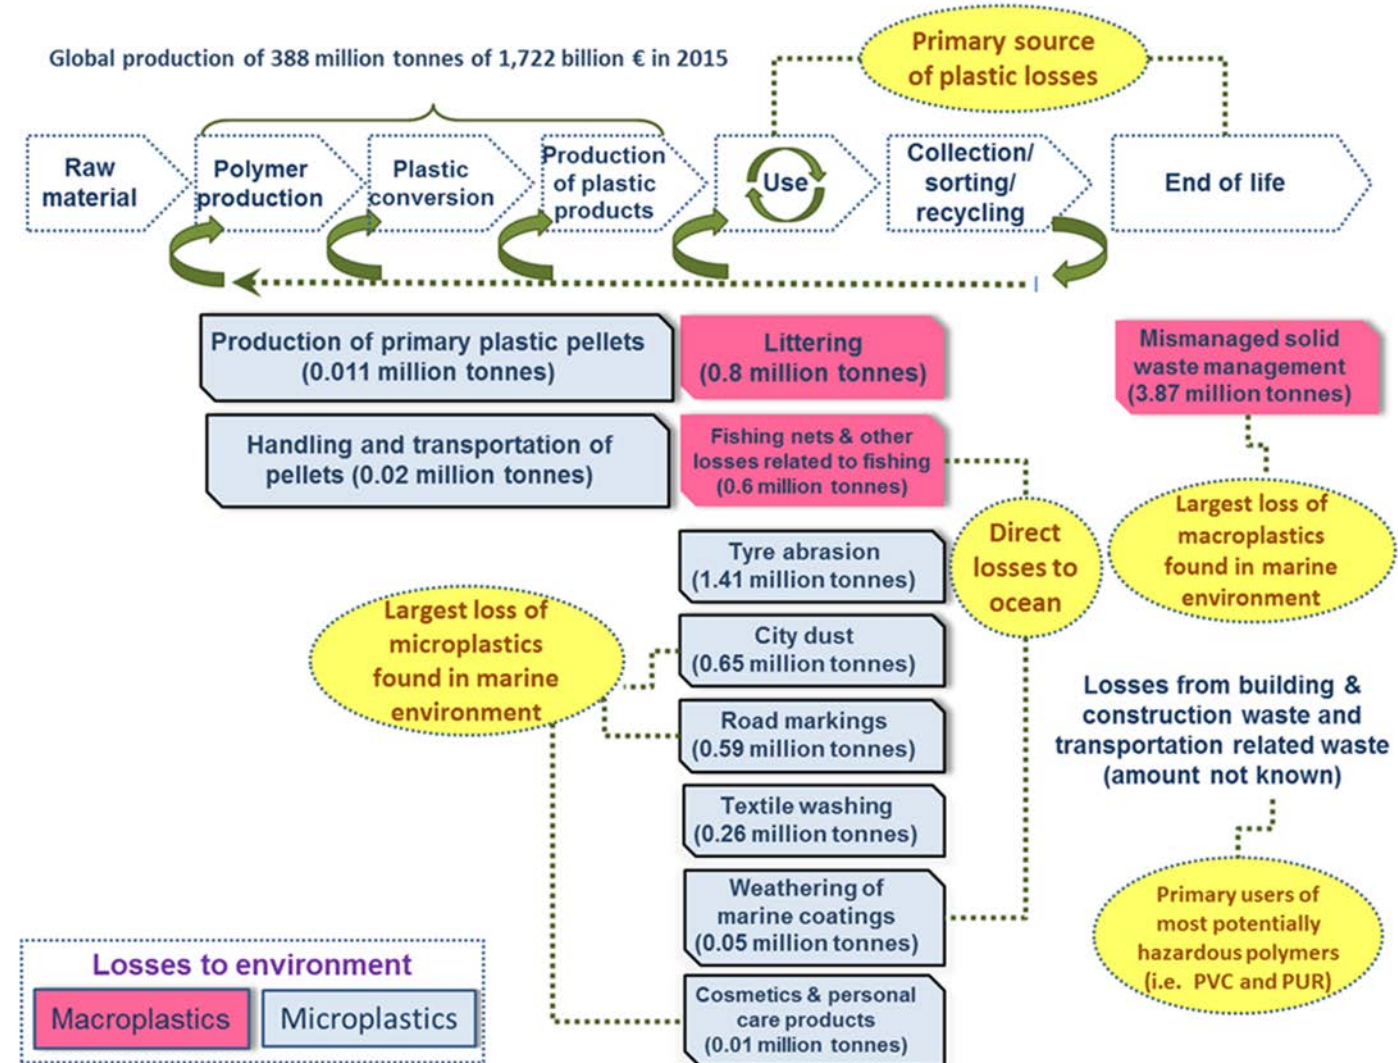 Global production of 388 million tonnes of 1,722 billion € in 2015
Primary source
of plastic losses
Raw
material
Polymer
production
Plastic
conversion
Production
of plastic
products
Use
Collection/
sorting/
recycling
End of life
Production of primary plastic pellets
(0.011 million tonnes)
Handling and transportation of
pellets (0.02 million tonnes)
Littering
(0.8 million tonnes)
Fishing nets & other
losses related to fishing
(0.6 million tonnes)
Mismanaged solid
waste management
(3.87 million tonnes)
Largest loss of
macroplastics
found in marine
environment
Direct
losses to
ocean
Tyre abrasion
(1.41 million tonnes)
City dust
(0.65 million tonnes)
Road markings
(0.59 million tonnes)
Textile washing
(0.26 million tonnes)
Weathering of
marine coatings
(0.05 million tonnes)
Cosmetics & personal
care products
(0.01 million tonnes)
Largest loss of
microplastics
found in marine
environment
Losses from building &
construction waste and
transportation related waste
(amount not known)
Primary users of
most potentially
hazardous polymers
(i.e. PVC and PUR)
Losses to environment
Macroplastics
Microplastics